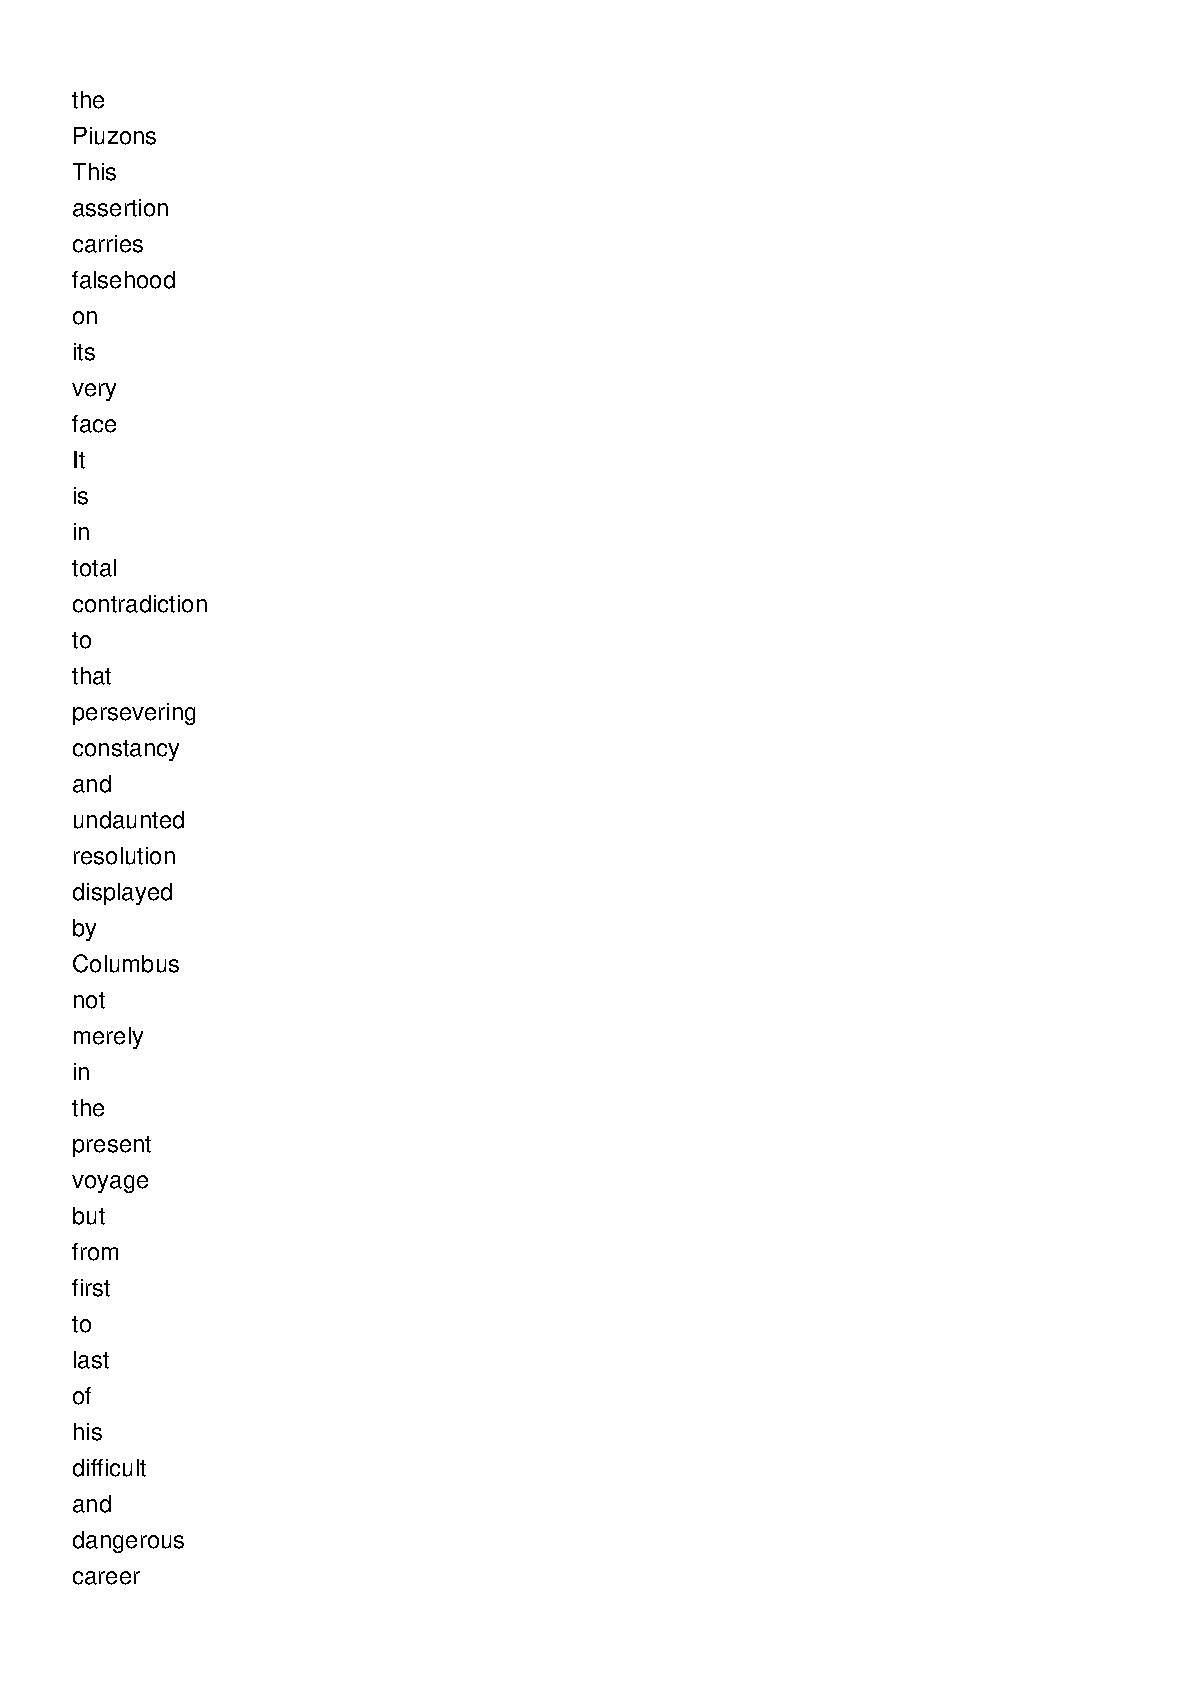 the
Piuzons
This
assertion
carries
falsehood
on
its
very
face
It
is
in
total
contradiction
to
that
persevering
constancy
and
undaunted
resolution
displayed
by
Columbus
not
merely
in
the
present
voyage
but
from
first
to
last
of
his
difficult
and
dangerous
career